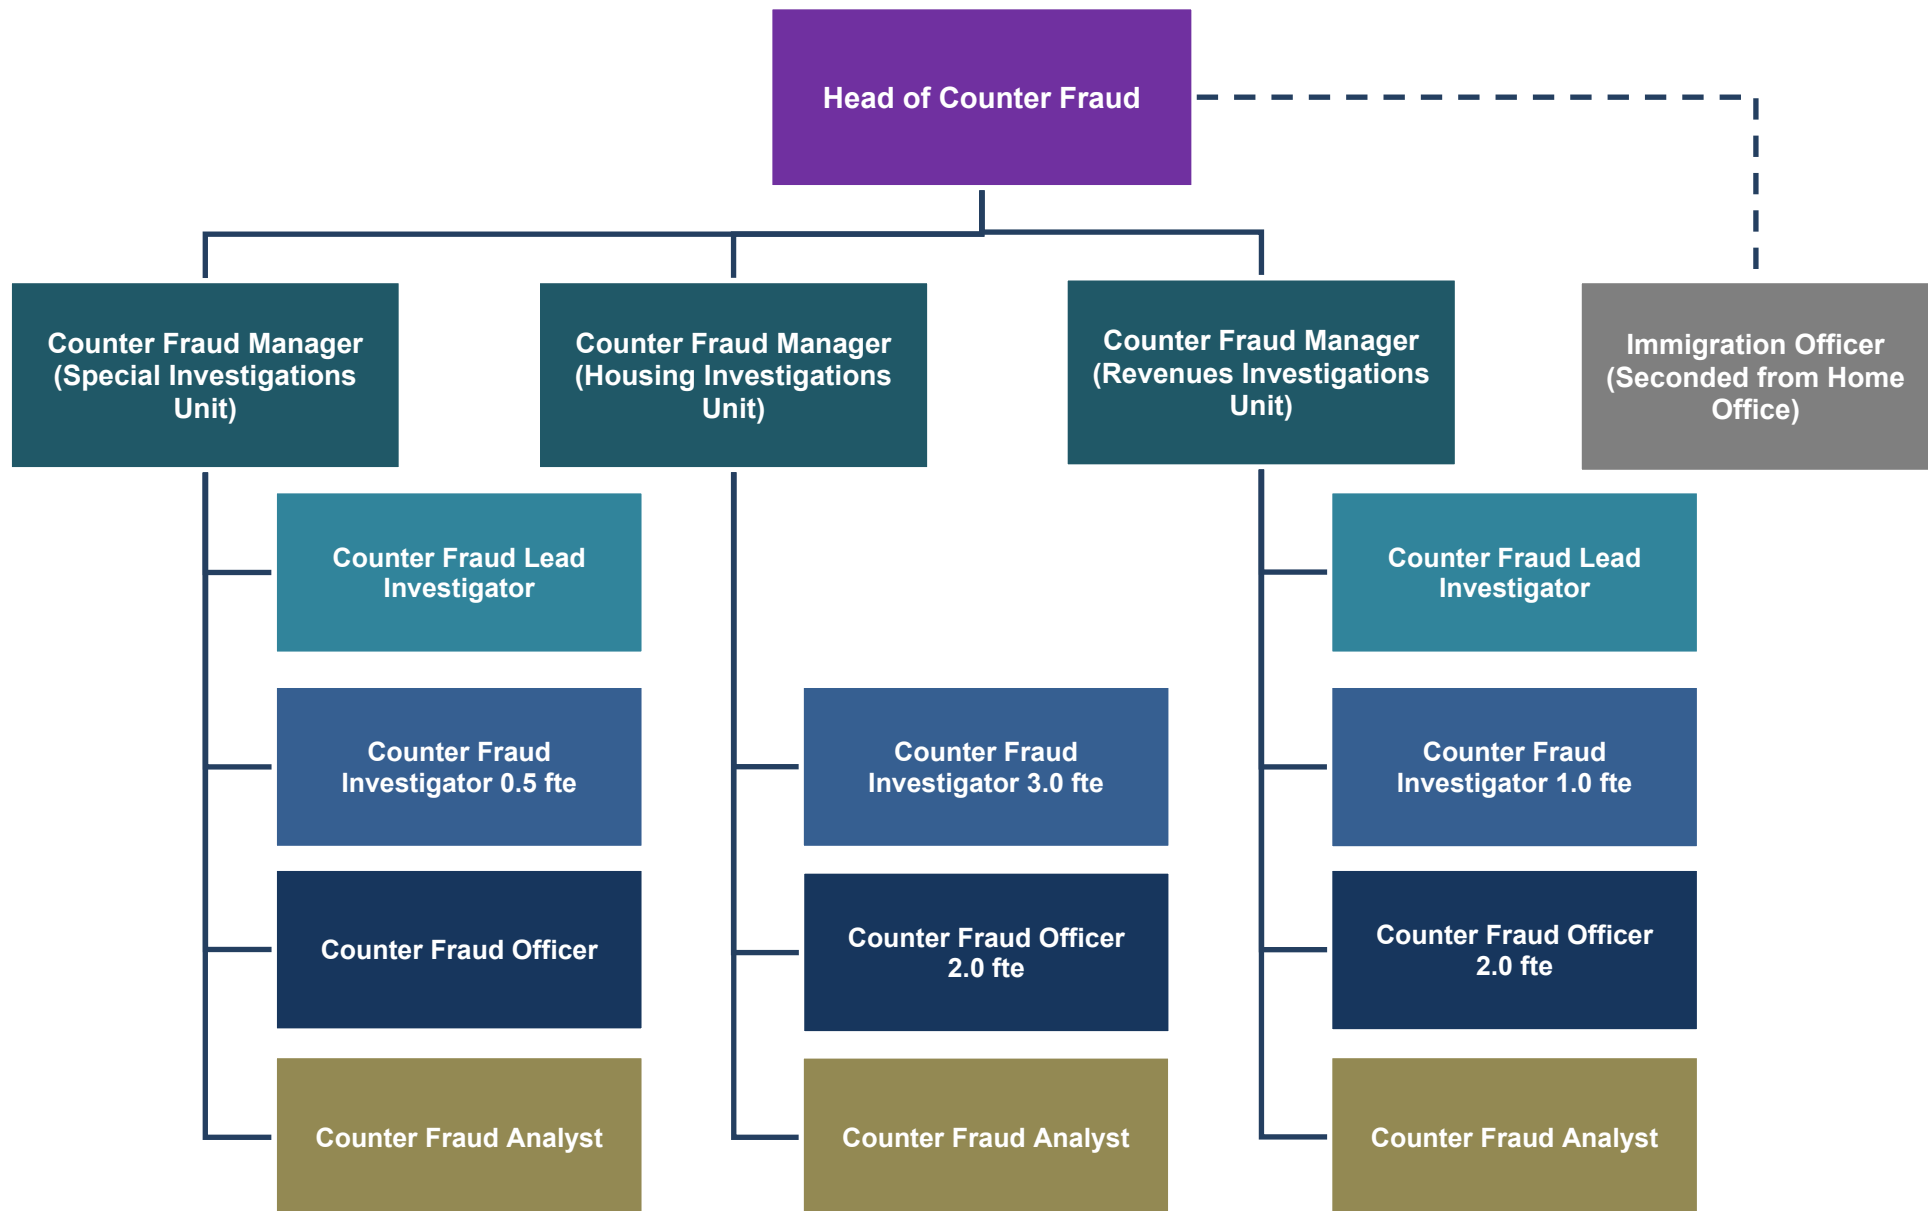 Head of Counter Fraud
Counter Fraud Manager
(Special Investigations
Unit)
Counter Fraud Manager
(Housing Investigations
Unit)
Counter Fraud Manager
(Revenues Investigations
Unit)
Immigration Officer
(Seconded from Home
Office)
Counter Fraud Lead
Investigator
Counter Fraud Lead
Investigator
Counter Fraud
Investigator 0.5 fte
Counter Fraud
Investigator 3.0 fte
Counter Fraud
Investigator 1.0 fte
Counter Fraud Officer
Counter Fraud Officer
2.0 fte
Counter Fraud Officer
2.0 fte
Counter Fraud Analyst
Counter Fraud Analyst
Counter Fraud Analyst